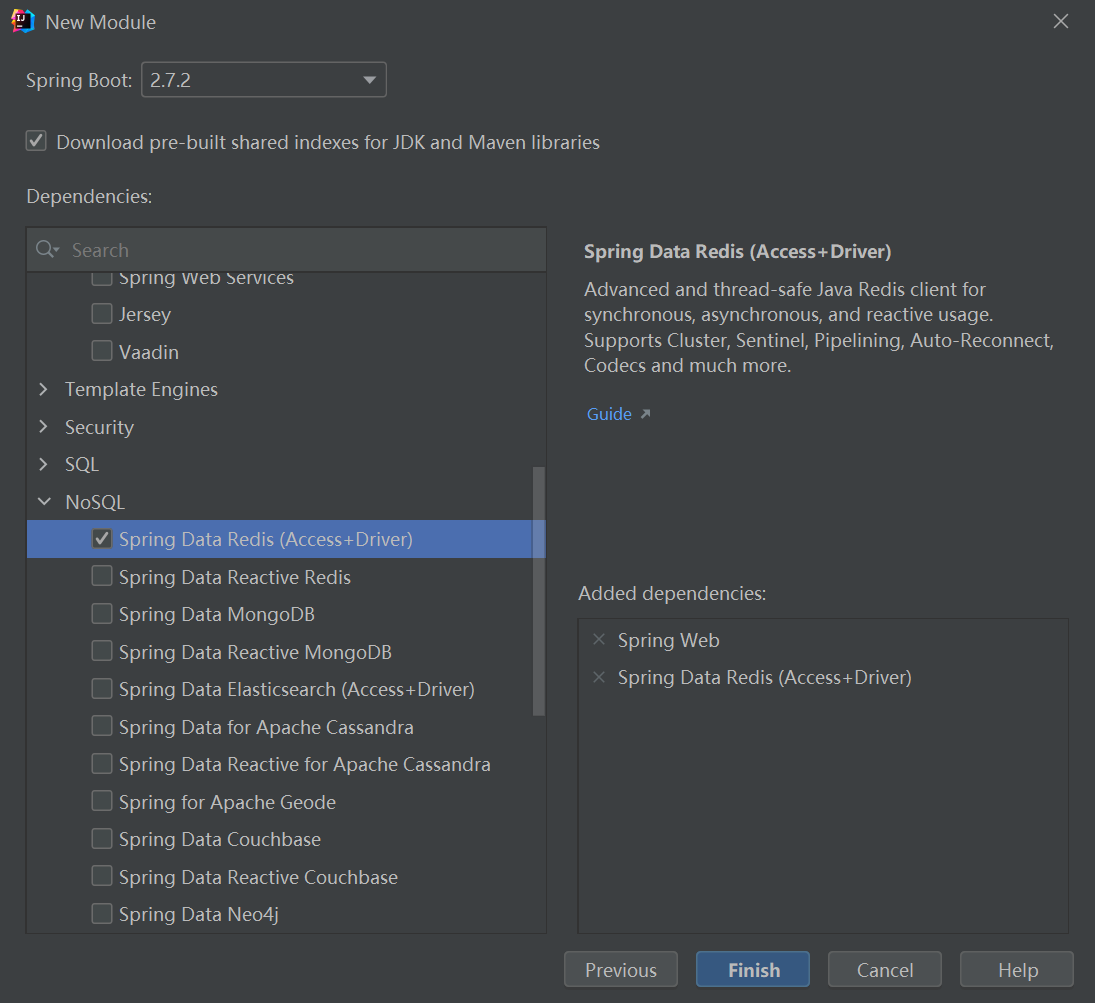 New Module
Spring Boot: 2.7.2
Download pre-built shared indexes for JDK and Maven libraries
Dependencies:
Search
Spring Web Services
Jersey
Vaadin
Template Engines
Security
SQL
NoSQL
Spring Data Redis (Access+Driver)
Spring Data Reactive Redis
Spring Data MongoDB
Spring Data Reactive MongoDB
Spring Data Elasticsearch (Access+Driver)
Spring Data for Apache Cassandra
Spring Data Reactive for Apache Cassandra
Spring for Apache Geode
Spring Data Couchbase
Spring Data Reactive Couchbase
Spring Data Neo4j
Spring Data Redis (Access+Driver)
Advanced and thread-safe Java Redis client for
synchronous, asynchronous, and reactive usage.
Supports Cluster, Sentinel, Pipelining, Auto-Reconnect,
Codecs and much more.
Guide
Added dependencies:
Spring Web
Spring Data Redis (Access+Driver)
Previous
Finish
Cancel
Help